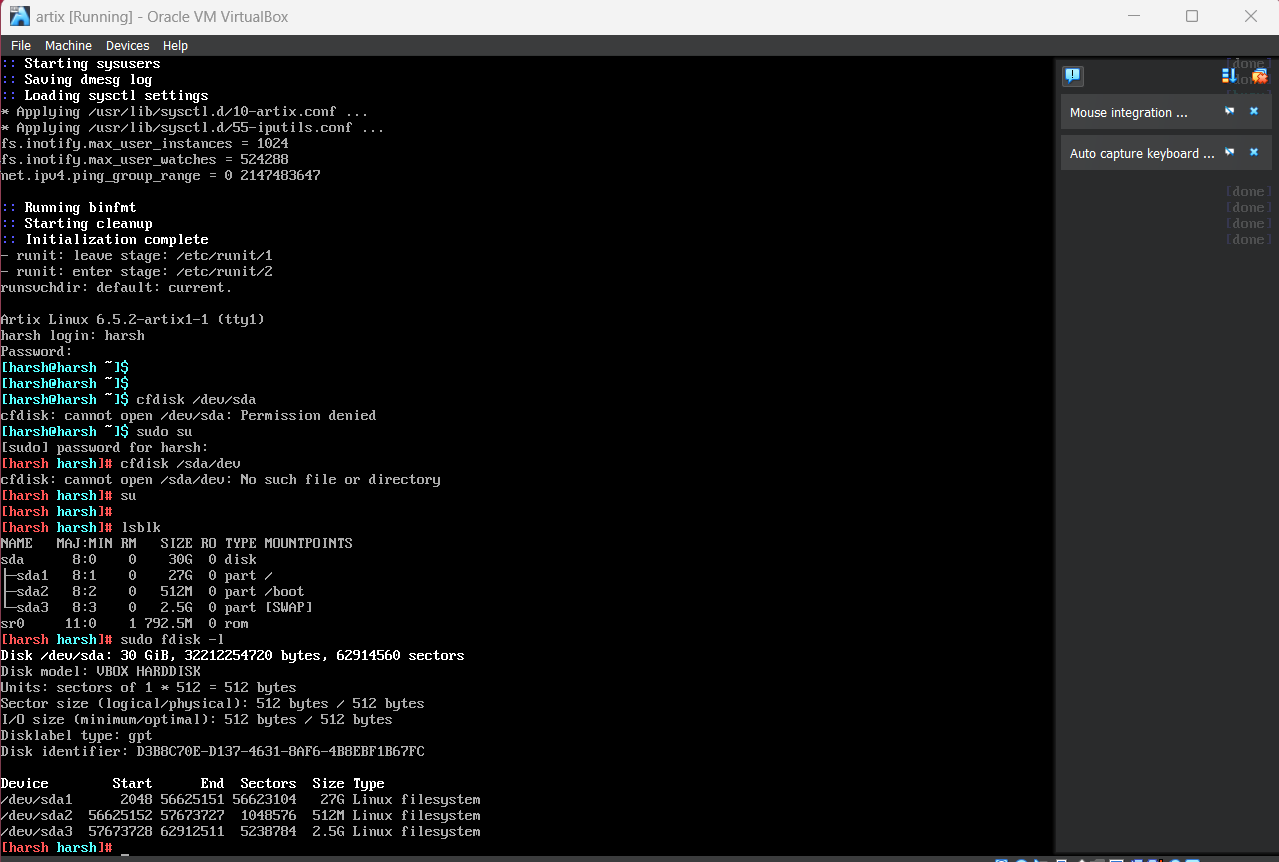 artix [Running] - Oracle VM VirtualBox
File Machine Devices Help
:: Starting sysusers
:: Saving dmesg log
:: Loading sysctl settings
* Applying /usr/lib/sysctl.d/10-artix.conf ...
* Applying /usr/lib/sysctl.d/55-iputils.conf ...
fs.inotify.max_user_instances = 1024
fs.inotify.max_user_watches = 524288
net.ipv4.ping_group_range = 0 2147483647
:: Running binfmt
:: Starting cleanup
:: Initialization complete
- runit: leave stage: /etc/runit/1
- runit: enter stage: /etc/runit/2
runsvchdir: default: current.
Artix Linux 6.5.2-artix1-1 (tty1)
harsh login: harsh
Password:
[harsh@harsh ~]$
[harsh@harsh ~]$
[harsh@harsh ~]$ cfdisk /dev/sda
cfdisk: cannot open /dev/sda: Permission denied
[harsh@harsh ~]$ sudo su
[sudo] password for harsh:
[harsh harsh]# cfdisk /sda/dev
cfdisk: cannot open /sda/dev: No such file or directory
[harsh harsh]# su
[harsh harsh]#
[harsh harsh]# lsblk
NAME   MAJ:MIN RM   SIZE RO TYPE MOUNTPOINTS
sda      8:0    0    30G  0 disk
├─sda1   8:1    0    27G  0 part /
├─sda2   8:2    0   512M  0 part /boot
└─sda3   8:3    0   2.5G  0 part [SWAP]
sr0     11:0    1 792.5M  0 rom
[harsh harsh]# sudo fdisk -l
Disk /dev/sda: 30 GiB, 32212254720 bytes, 62914560 sectors
Disk model: VBOX HARDDISK
Units: sectors of 1 * 512 = 512 bytes
Sector size (logical/physical): 512 bytes / 512 bytes
I/O size (minimum/optimal): 512 bytes / 512 bytes
Disklabel type: gpt
Disk identifier: D3B8C70E-D137-4631-8AF6-4B8EBF1B67FC
Device        Start      End  Sectors  Size Type
/dev/sda1      2048 56625151 56623104   27G Linux filesystem
/dev/sda2  56625152 57673727  1048576  512M Linux filesystem
/dev/sda3  57673728 62912511  5238784  2.5G Linux filesystem
[harsh harsh]# _
[done]
Mouse integration ...
Auto capture keyboard ...
[done]
[done]
[done]
[done]